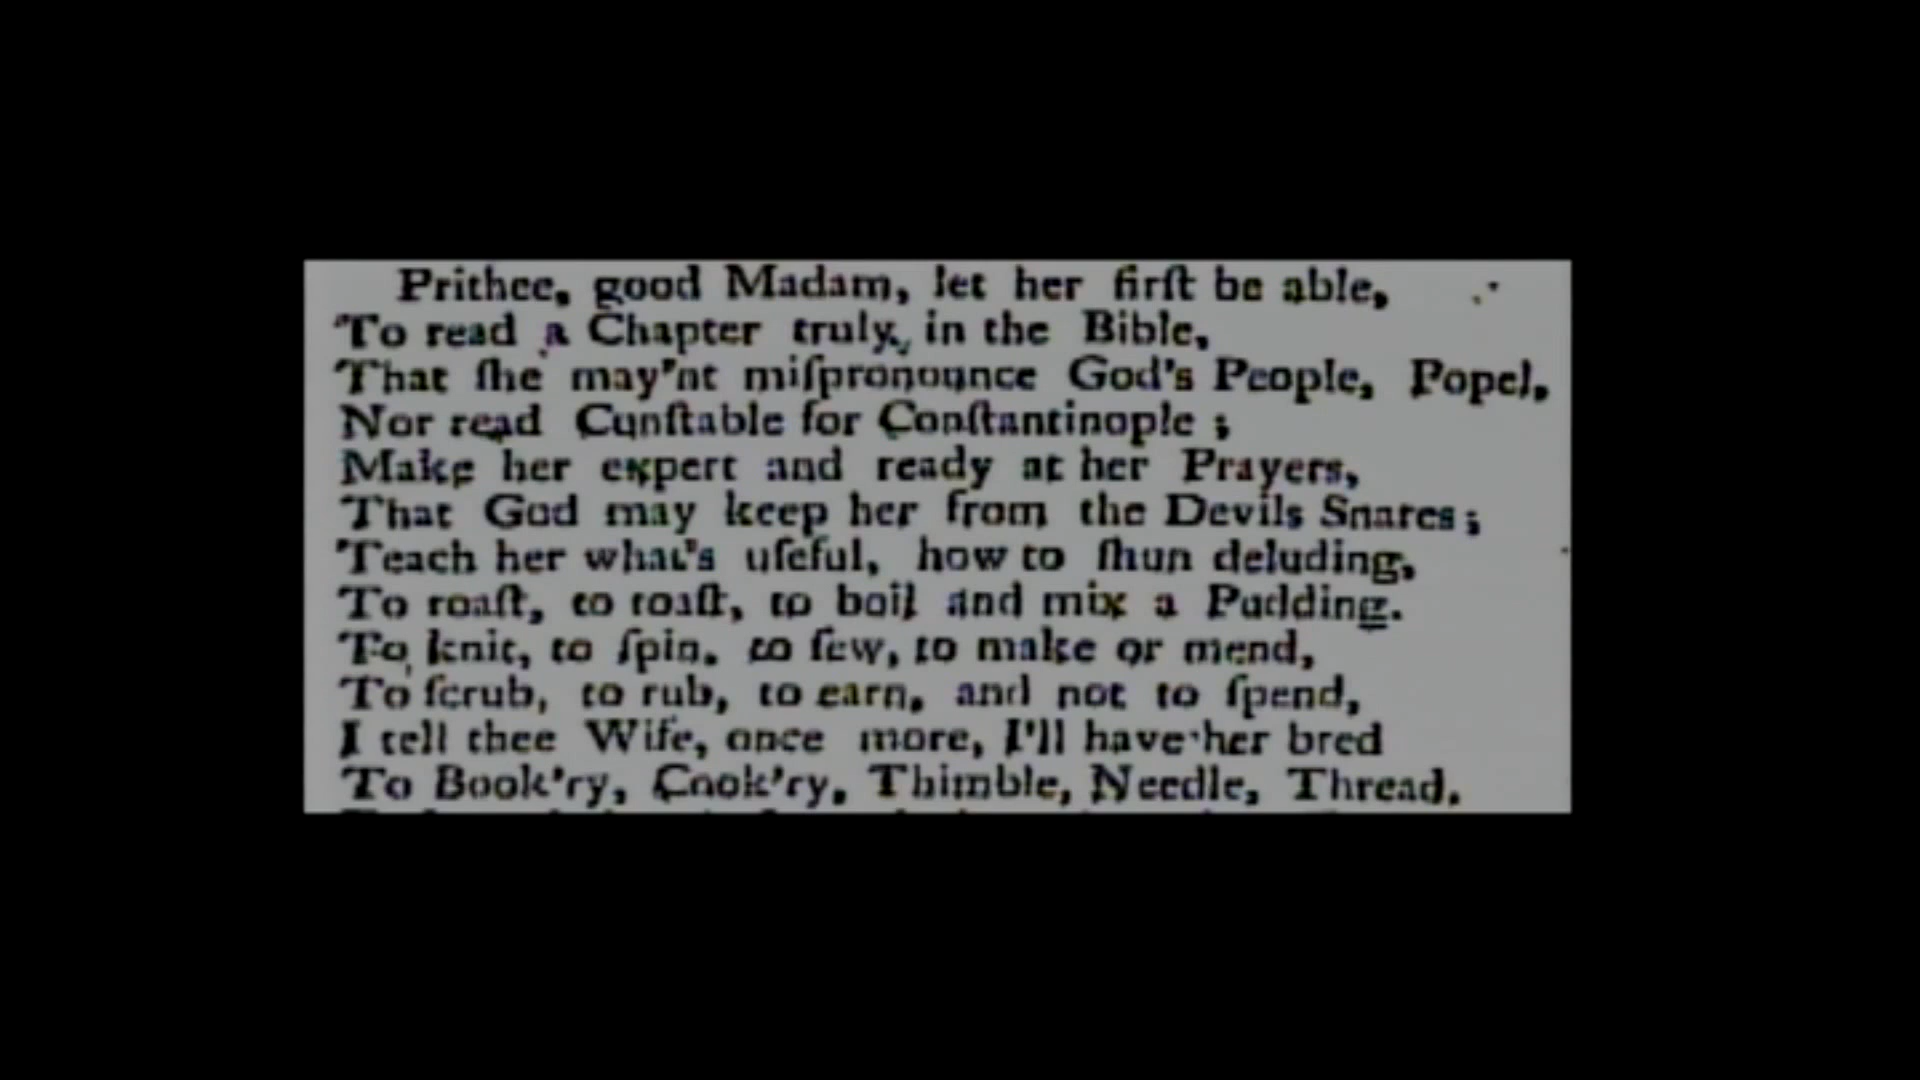 Prithee, good Madam, let her firſt be able,
To read a Chapter truly, in the Bible,
That ſhe may'nt miſpronounce God's People, Popel,
Nor read Cunſtable for Conſtantinople ;
Make her expert and ready at her Prayers,
That God may keep her from the Devils Snares ;
Teach her what's uſeful, how to ſhun deluding,
To roaſt, to toaſt, to boil and mix a Pudding.
To knit, to ſpin, to ſew, to make or mend,
To ſcrub, to rub, to earn, and not to ſpend,
I tell thee Wife, once more, I'll have her bred
To Book'ry, Cook'ry, Thimble, Needle, Thread.